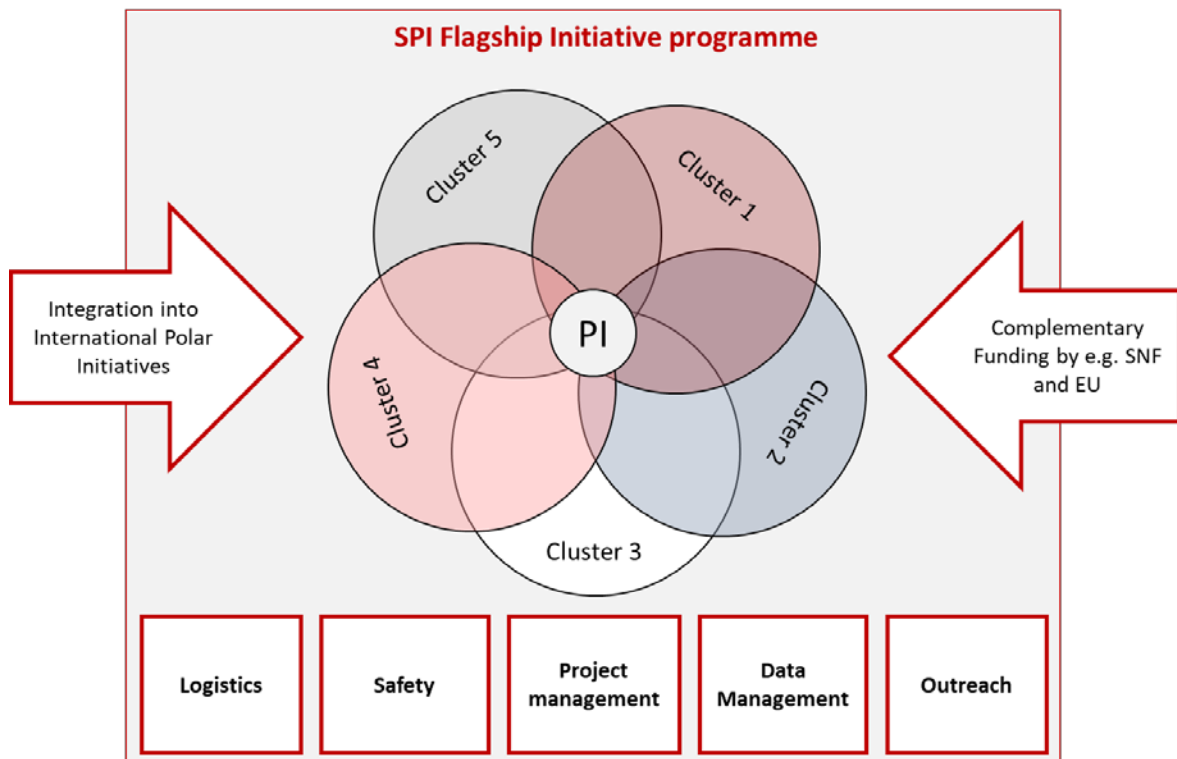 SPI Flagship Initiative programme
Cluster 5
Cluster 1
Integration into
International Polar
Initiatives
PI
Complementary
Funding by e.g. SNF
and EU
Cluster 4
Cluster 2
Cluster 3
Logistics
Safety
Project
management
Data
Management
Outreach